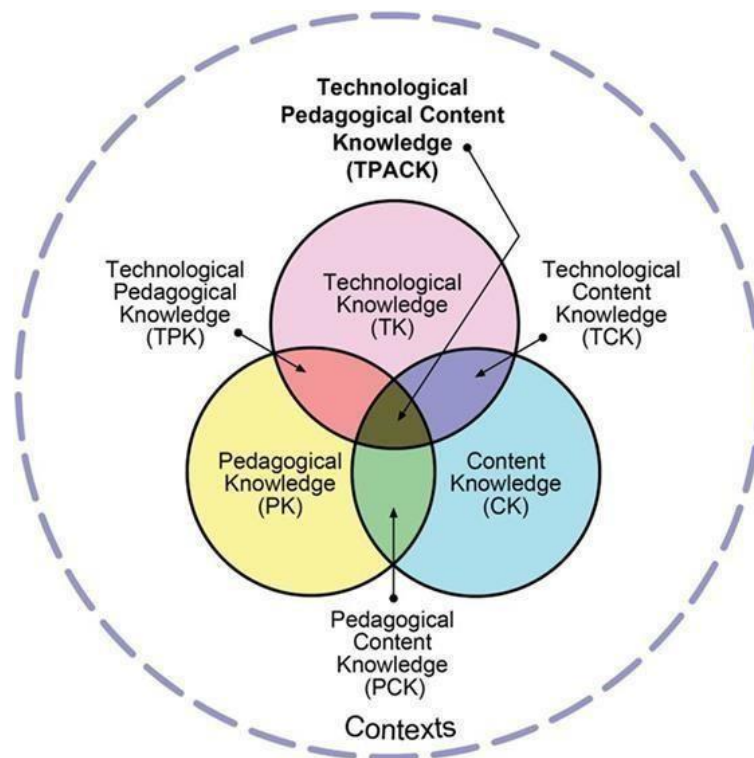 Technological
Pedagogical Content
Knowledge
(TPACK)
Technological
Pedagogical
Knowledge
(TPK)
Technological
Knowledge
(TK)
Technological
Content
Knowledge
(TCK)
Pedagogical
Knowledge
(PK)
Content
Knowledge
(CK)
Pedagogical
Content
Knowledge
(PCK)
Contexts